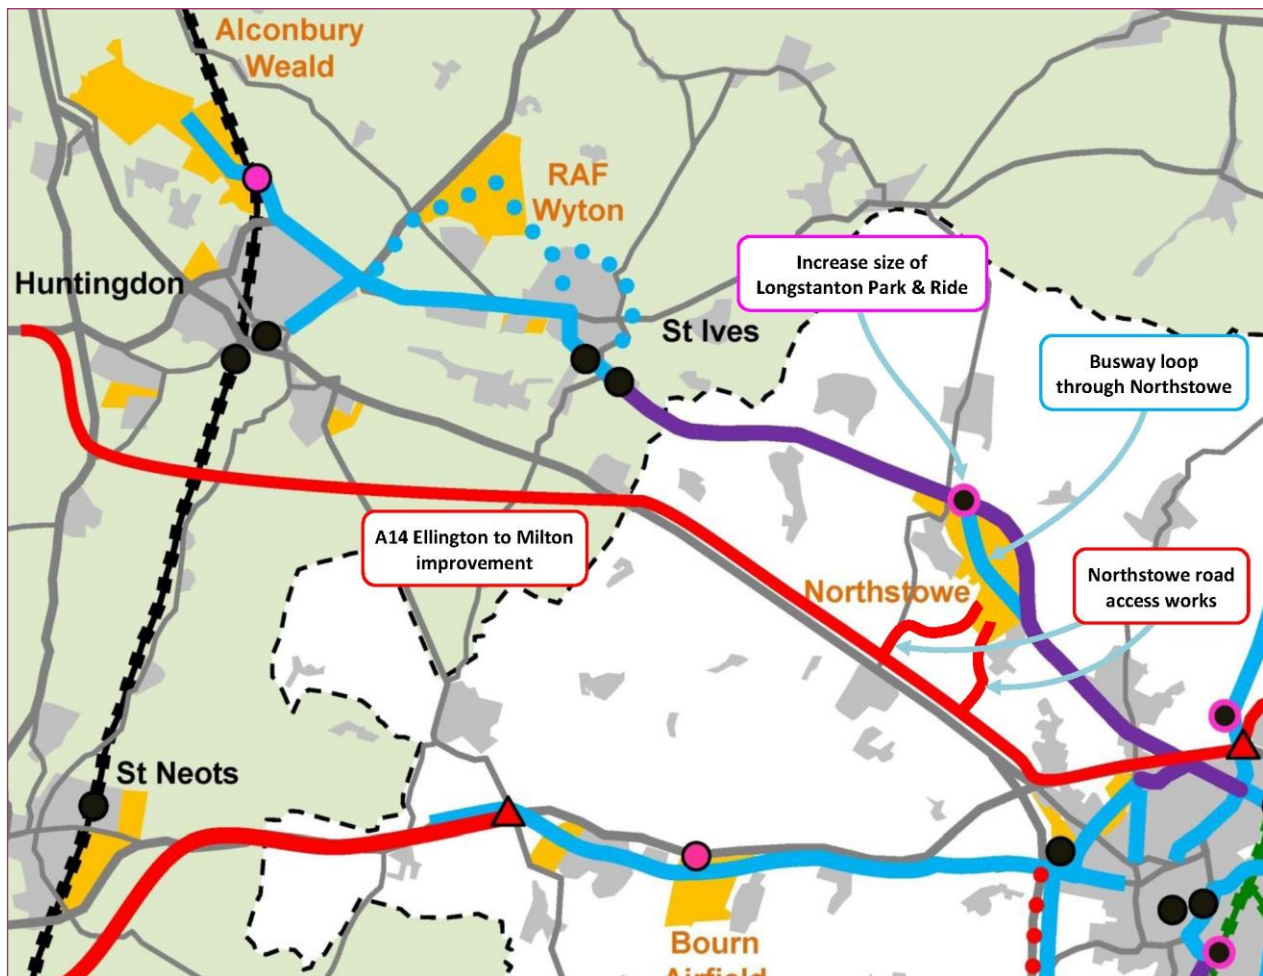 Alconbury
Weald
RAF
Wyton
Huntingdon
Increase size of
Longstanton Park & Ride
St Ives
Busway loop
through Northstowe
A14 Ellington to Milton
improvement
Northstowe
Northstowe road
access works
St Neots
Bourn
Airfield